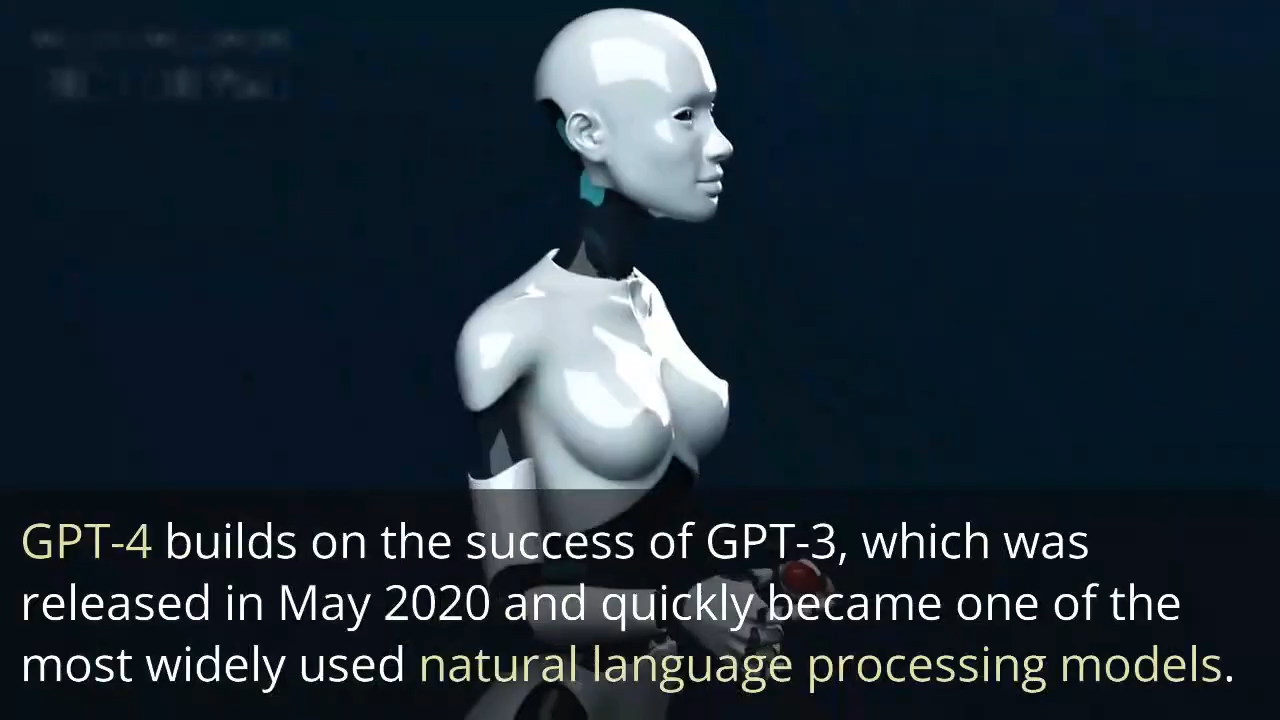 GPT-4 builds on the success of GPT-3, which was
released in May 2020 and quickly became one of the
most widely used natural language processing models.